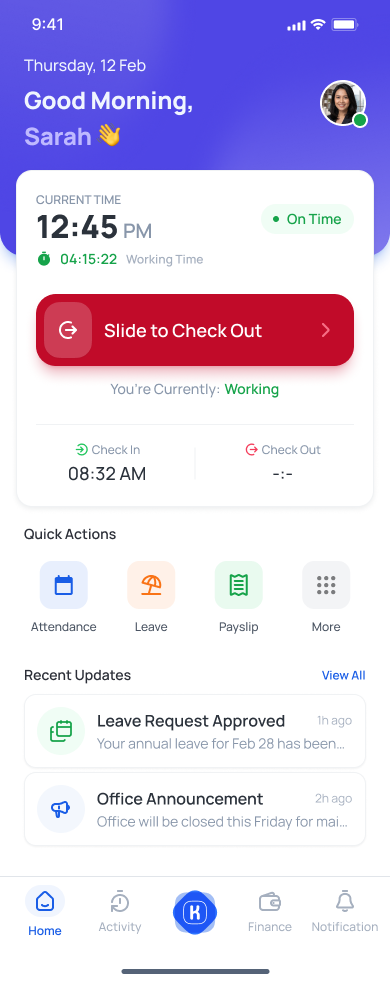 9:41
Thursday, 12 Feb
Good Morning,
Sarah 👋
CURRENT TIME
12:45 PM
On Time
04:15:22 Working Time
Slide to Check Out
You're Currently: Working
Check In
08:32 AM
Check Out
-:-
Quick Actions
Attendance
Leave
Payslip
More
Recent Updates
View All
Leave Request Approved
1h ago
Your annual leave for Feb 28 has been...
Office Announcement
2h ago
Office will be closed this Friday for mai...
K
Home
Activity
Finance
Notification